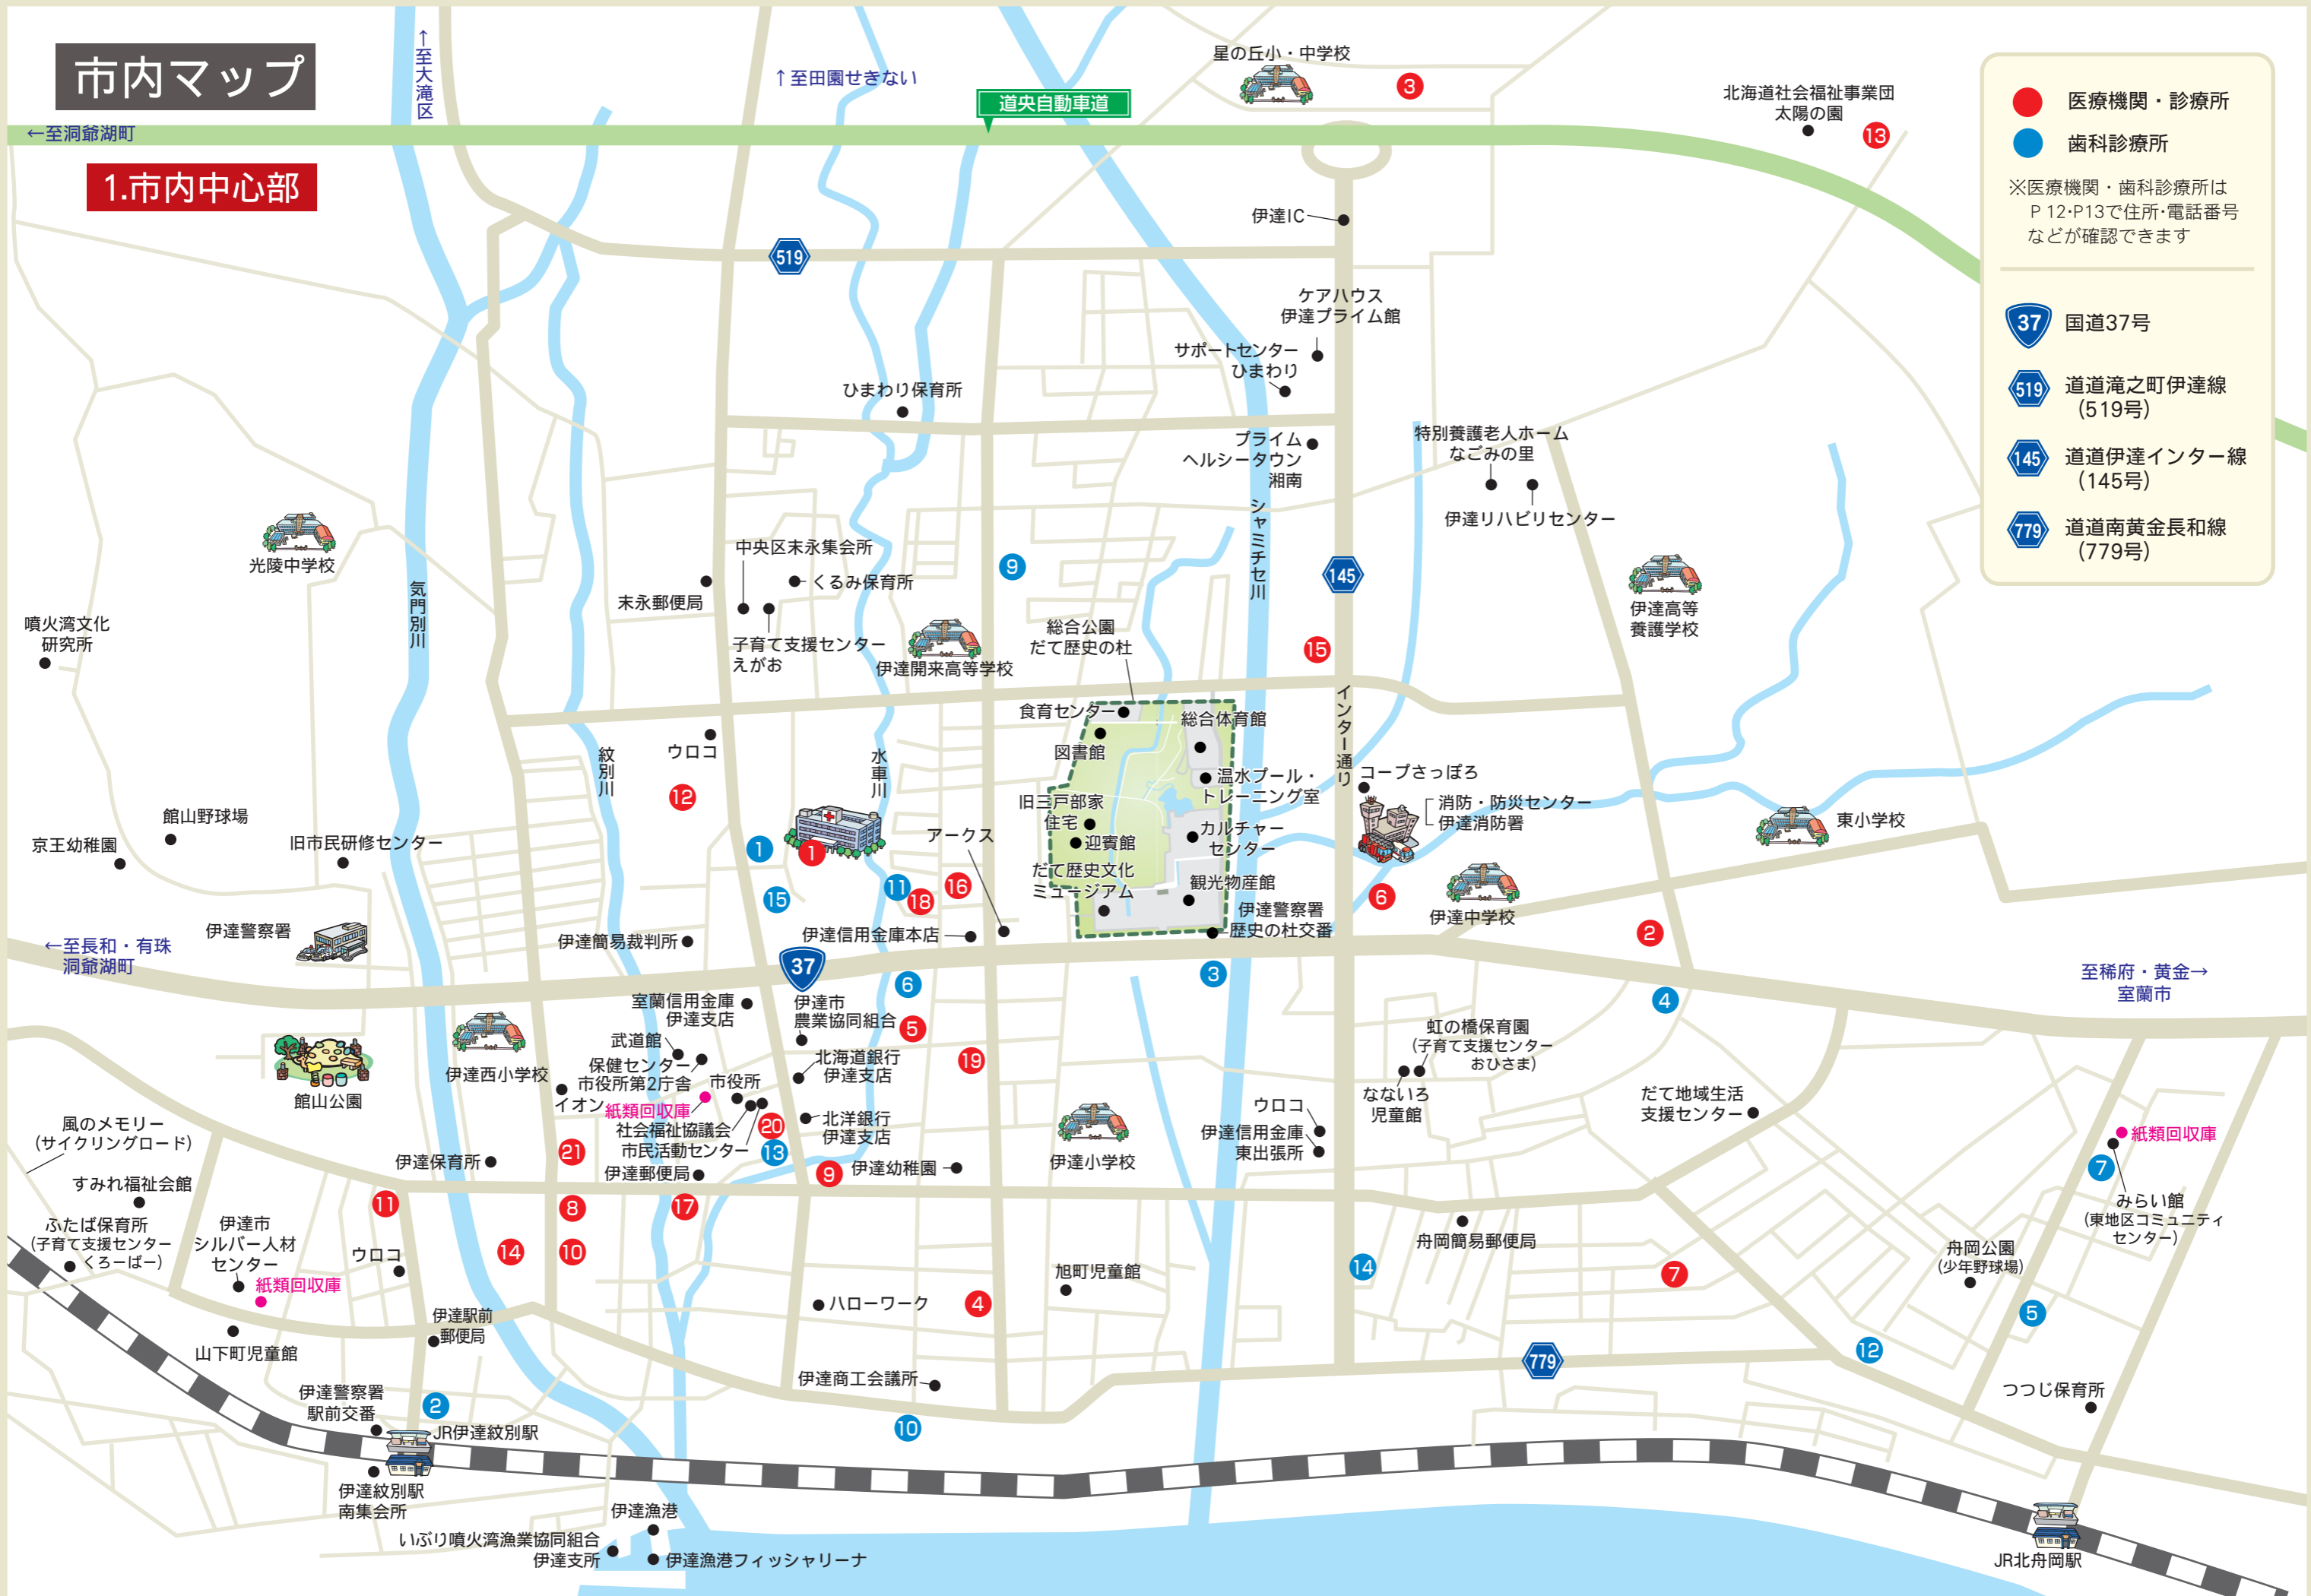 市内マップ
1.市内中心部
←至洞爺湖町
↑至大滝区
↑至田園せきない
道央自動車道
星の丘小・中学校
3
北海道社会福祉事業団
太陽の園
13
医療機関・診療所
歯科診療所
※医療機関・歯科診療所は
P 12・P13で住所・電話番号
などが確認できます
37
国道37号
519
道道滝之町伊達線
(519号)
145
道道伊達インター線
(145号)
779
道道南黄金長和線
(779号)
伊達IC
519
ケアハウス
伊達プライム館
サポートセンター
ひまわり
ひまわり保育所
プライム
ヘルシータウン
湘南
特別養護老人ホーム
なごみの里
伊達リハビリセンター
シャミチセ川
145
光陵中学校
気門別川
噴火湾文化
研究所
中央区末永集会所
くるみ保育所
末永郵便局
子育て支援センター
えがお
9
伊達開来高等学校
総合公園
だて歴史の杜
15
伊達高等
養護学校
インター通り
食育センター
総合体育館
図書館
温水プール・
トレーニング室
旧三戸部家
住宅
迎賓館
カルチャー
センター
だて歴史文化
ミュージアム
観光物産館
伊達警察署
歴史の杜交番
コープさっぽろ
消防・防災センター
伊達消防署
伊達中学校
6
東小学校
2
ウロコ
12
紋別川
水車川
1
1
15
11
18
16
アークス
伊達信用金庫本店
館山野球場
京王幼稚園
旧市民研修センター
伊達警察署
伊達簡易裁判所
←至長和・有珠
洞爺湖町
37
6
3
4
至稀府・黄金→
室蘭市
室蘭信用金庫
伊達支店
伊達市
農業協同組合
5
武道館
保健センター
市役所第2庁舎
市役所
北海道銀行
伊達支店
19
伊達西小学校
イオン
紙類回収庫
社会福祉協議会
市民活動センター
20
13
北洋銀行
伊達支店
館山公園
21
伊達保育所
伊達郵便局
9
伊達幼稚園
伊達小学校
虹の橋保育園
(子育て支援センター
おひさま)
なないろ
児童館
ウロコ
伊達信用金庫
東出張所
だて地域生活
支援センター
紙類回収庫
7
みらい館
(東地区コミュニティ
センター)
風のメモリー
(サイクリングロード)
すみれ福祉会館
ふたば保育所
(子育て支援センター
くろーばー)
伊達市
シルバー人材
センター
紙類回収庫
11
ウロコ
8
17
14
10
山下町児童館
伊達駅前
郵便局
ハローワーク
4
旭町児童館
14
舟岡簡易郵便局
7
舟岡公園
(少年野球場)
5
12
779
つつじ保育所
伊達警察署
駅前交番
2
JR伊達紋別駅
伊達商工会議所
10
伊達紋別駅
南集会所
伊達漁港
いぶり噴火湾漁業協同組合
伊達支所
伊達漁港フィッシャリーナ
JR北舟岡駅